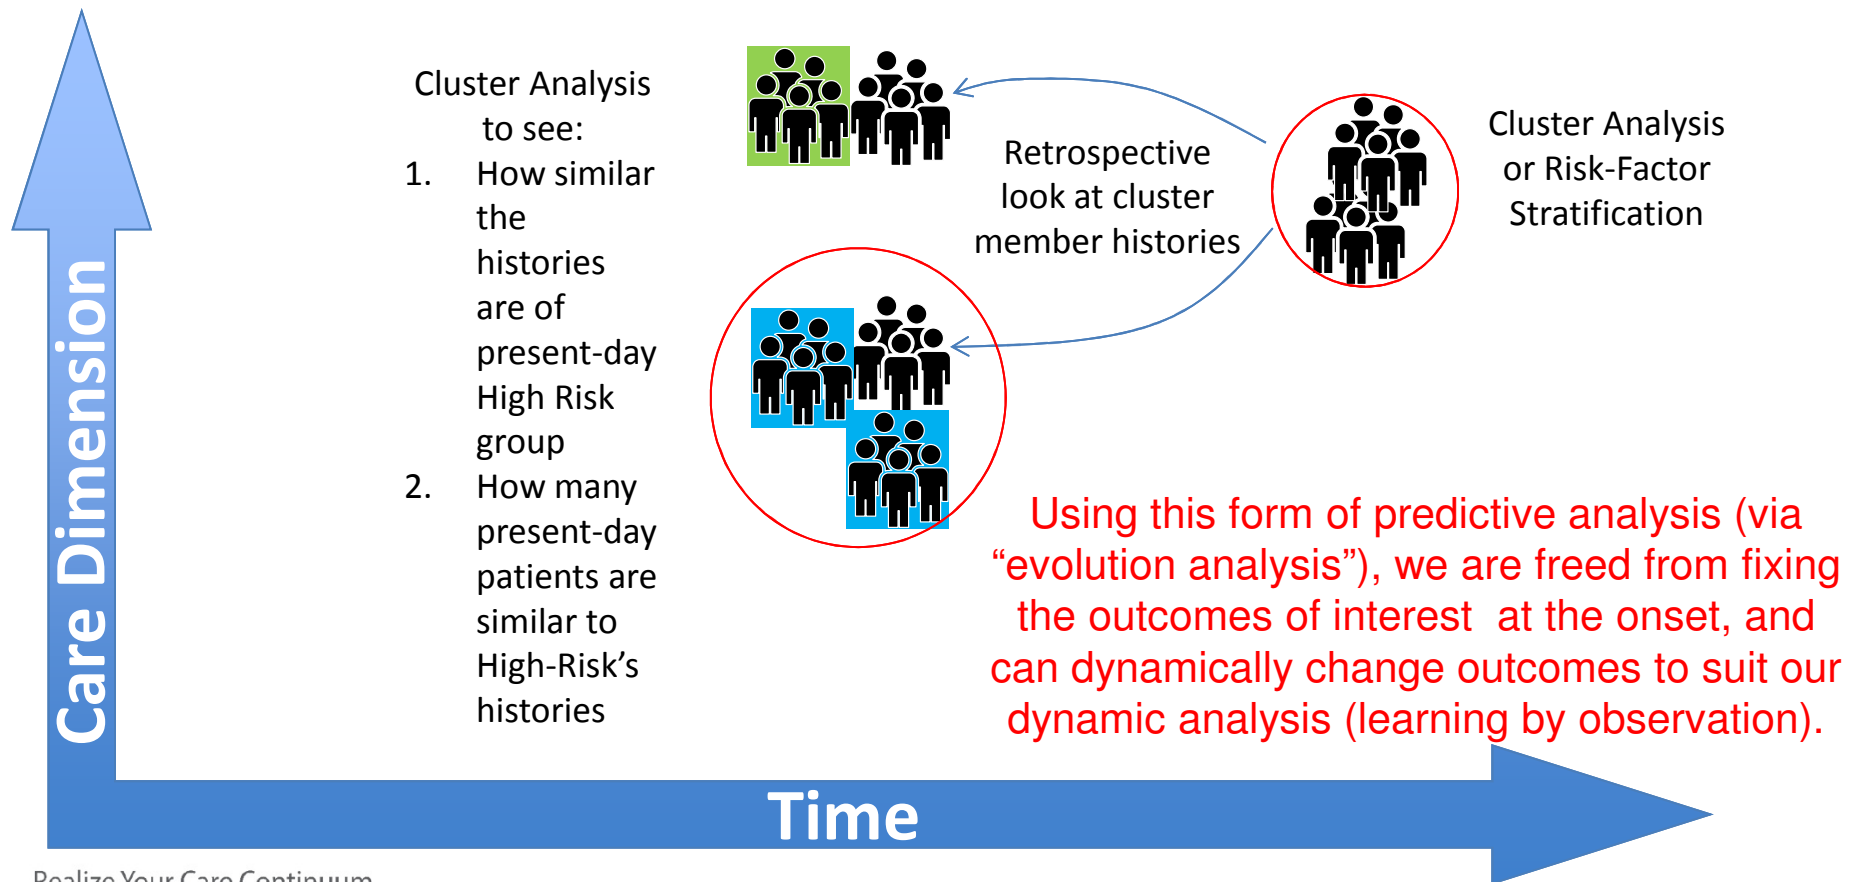 Cluster Analysis
to see:
1. How similar
the
histories
are of
present-day
High Risk
group
2. How many
present-day
patients are
similar to
High-Risk's
histories
Retrospective
look at cluster
member histories
Cluster Analysis
or Risk-Factor
Stratification
Using this form of predictive analysis (via
“evolution analysis”), we are freed from fixing
the outcomes of interest  at the onset, and
can dynamically change outcomes to suit our
dynamic analysis (learning by observation).
Care Dimension
Time
Realize Your Care Continuum